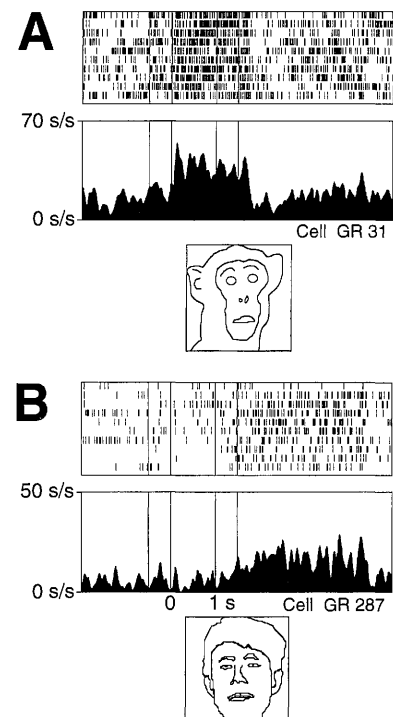 A
70 s/s
0 s/s
Cell GR 31
B
50 s/s
0 s/s
0 1 s Cell GR 287